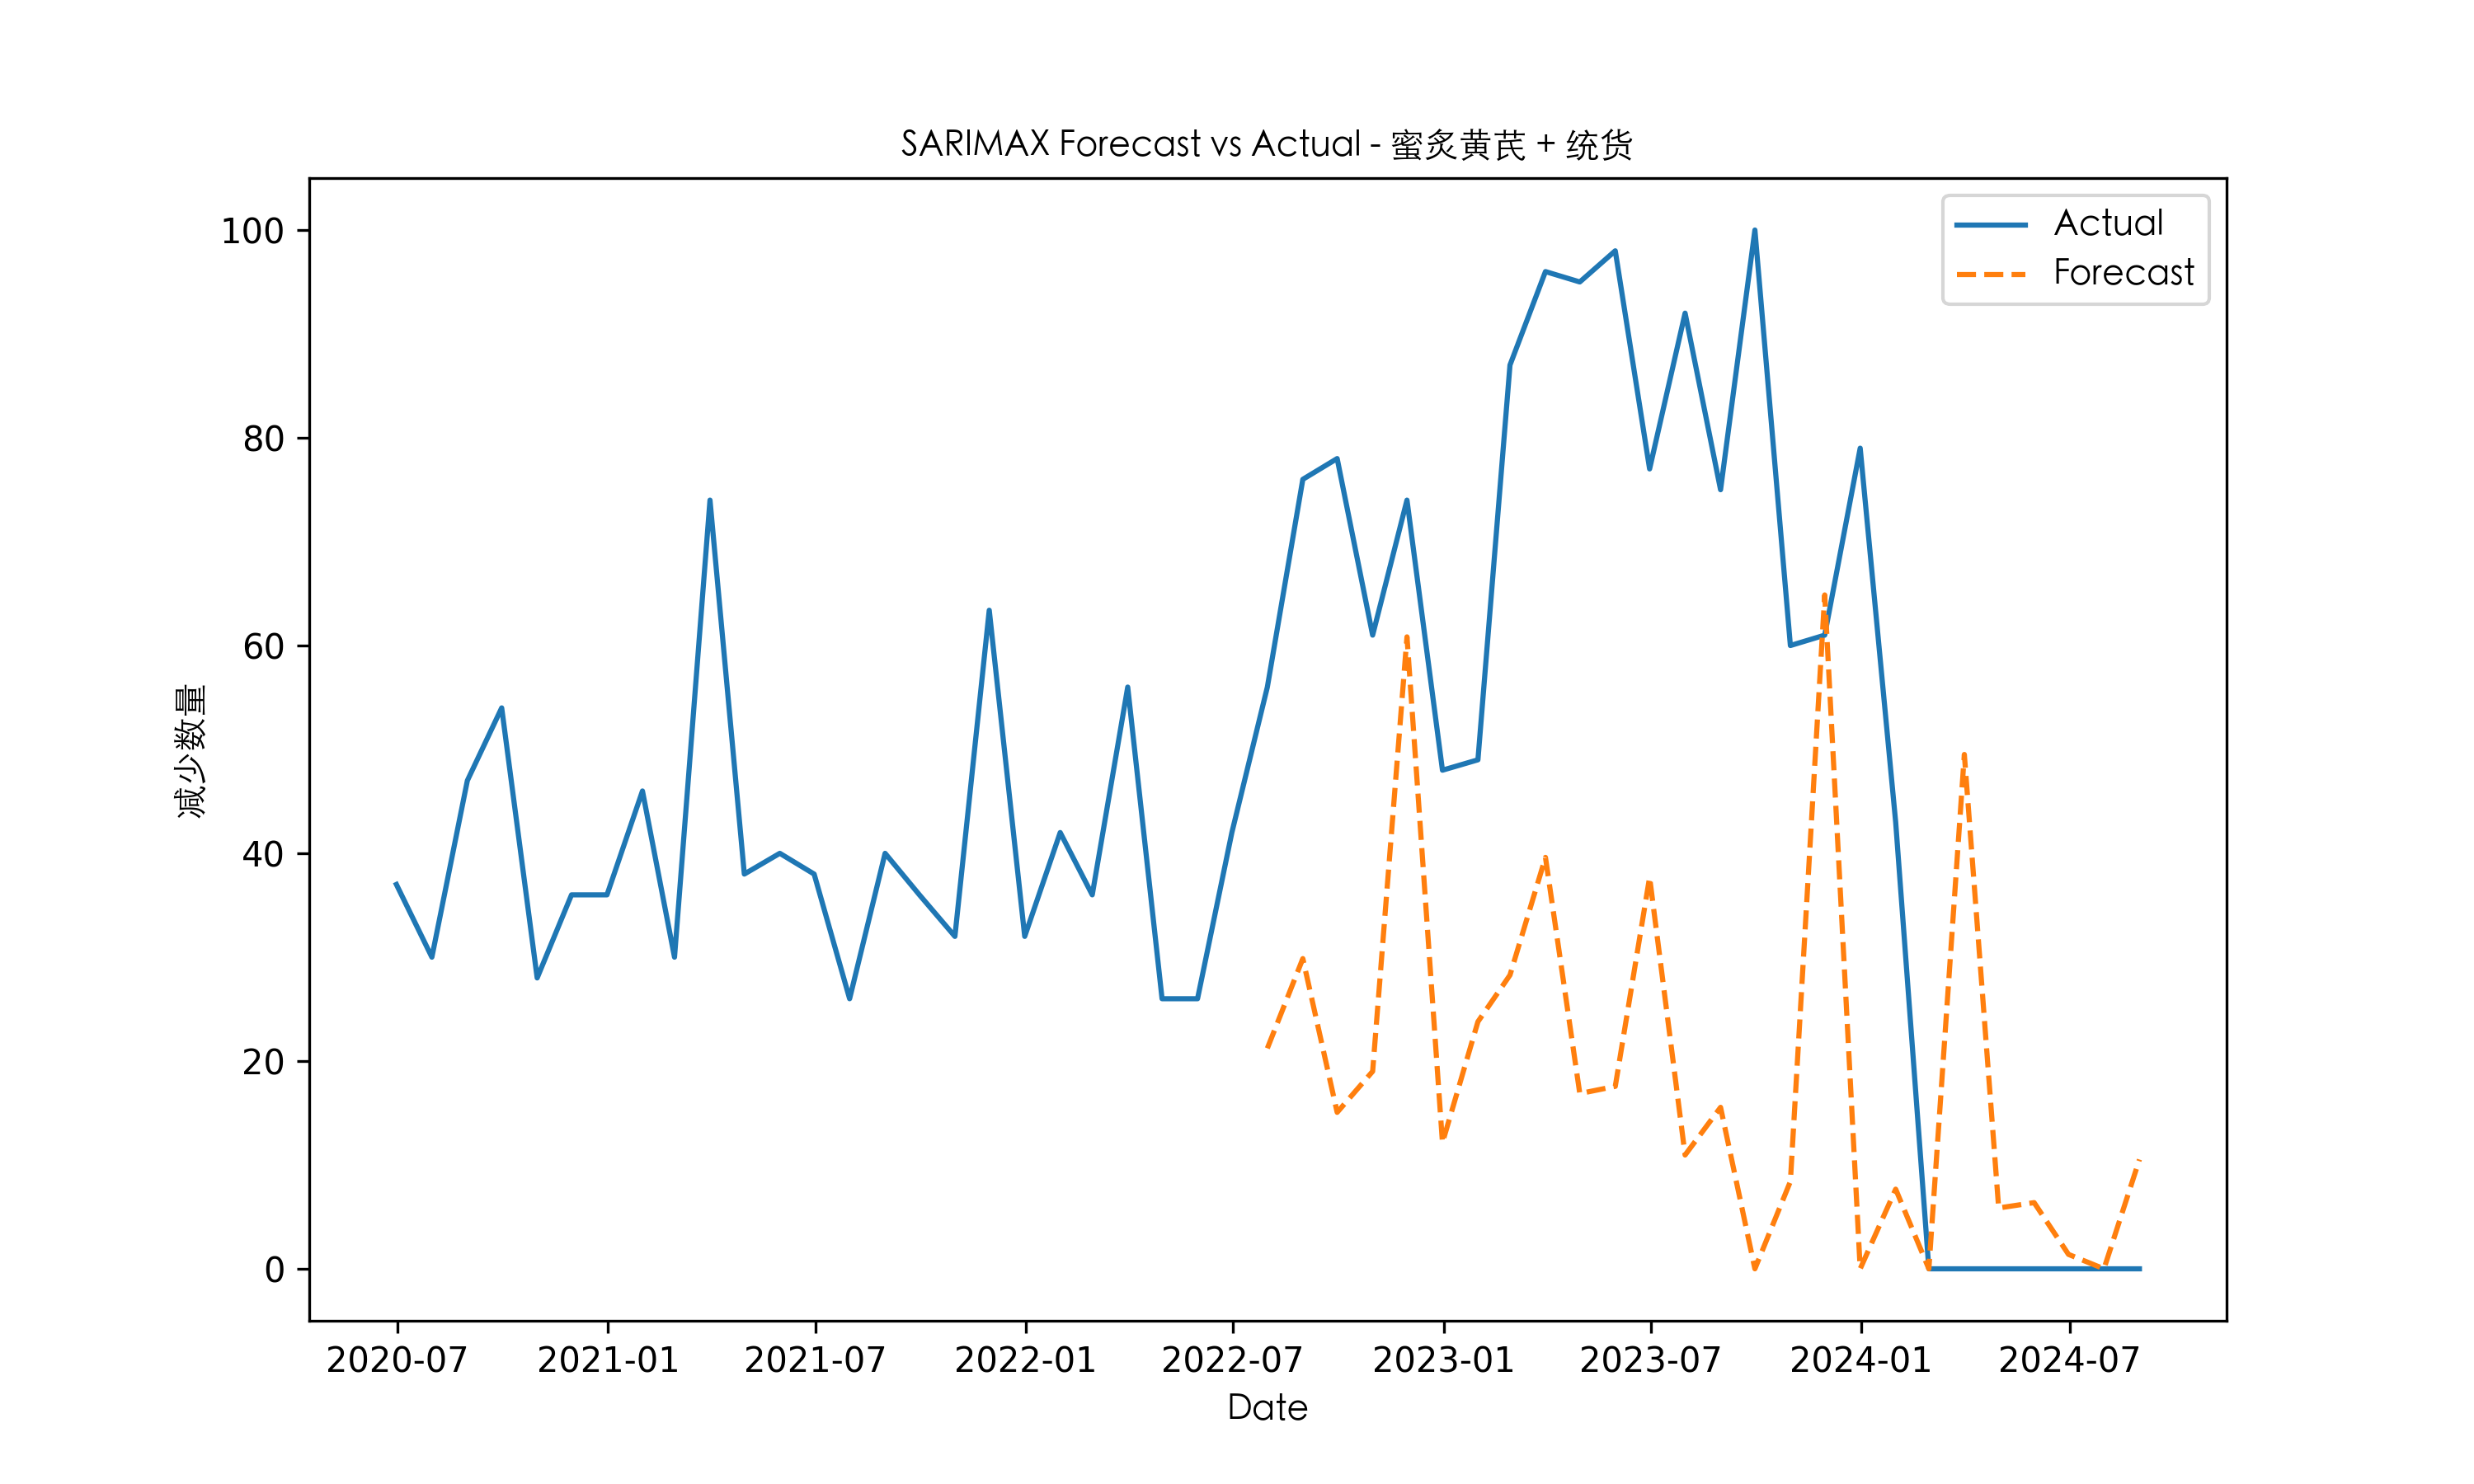 SARIMAX Forecast vs Actual - 蜜炙黄芪 + 统货
Actual
Forecast
100
80
60
40
20
0
减少数量
2020-07 2021-01 2021-07 2022-01 2022-07 2023-01 2023-07 2024-01 2024-07
Date